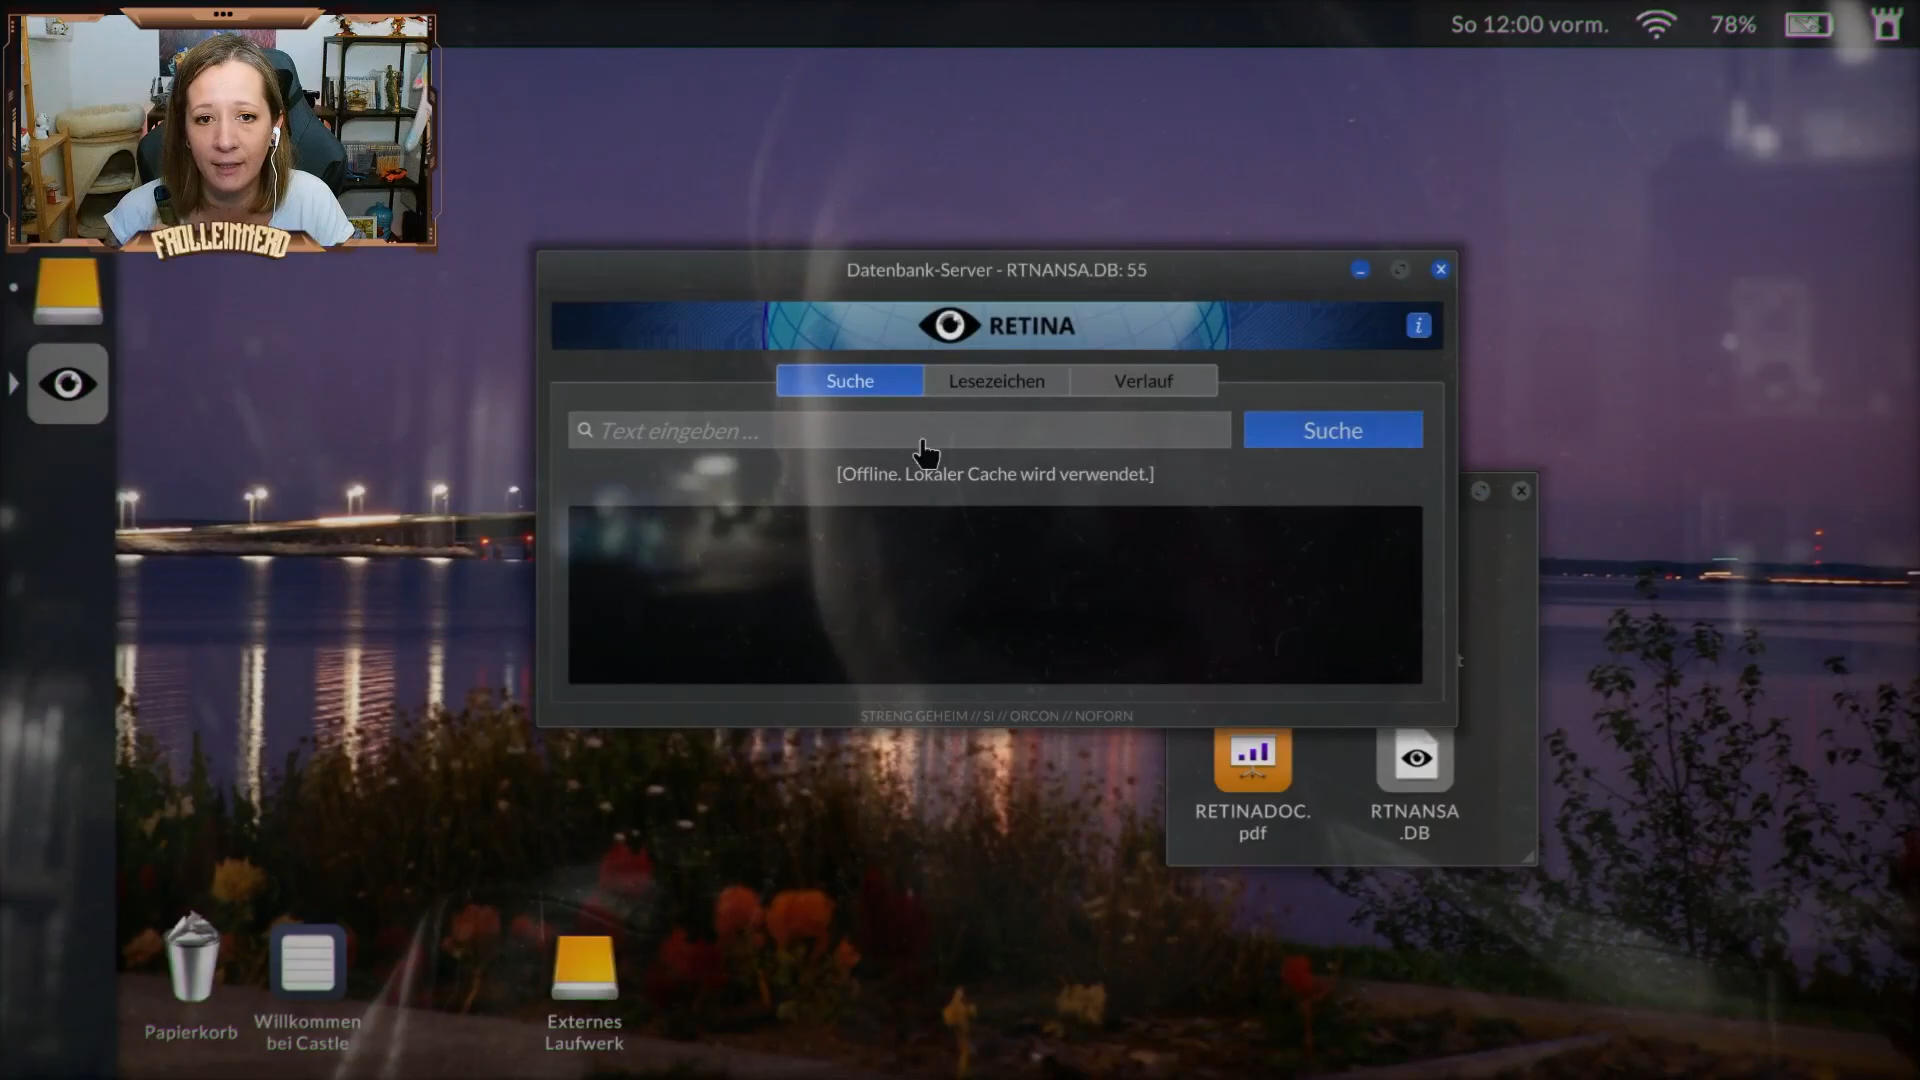 So 12:00 vorm.
78%
FROLLEINNERD
Datenbank-Server - RTNANSA.DB: 55
RETINA
i
Suche
Lesezeichen
Verlauf
Text eingeben ...
Suche
[Offline. Lokaler Cache wird verwendet.]
t
STRENG GEHEIM // SI // ORCON // NOFORN
RETINADOC.
pdf
RTNANSA
.DB
Papierkorb
Willkommen
bei Castle
Externes
Laufwerk